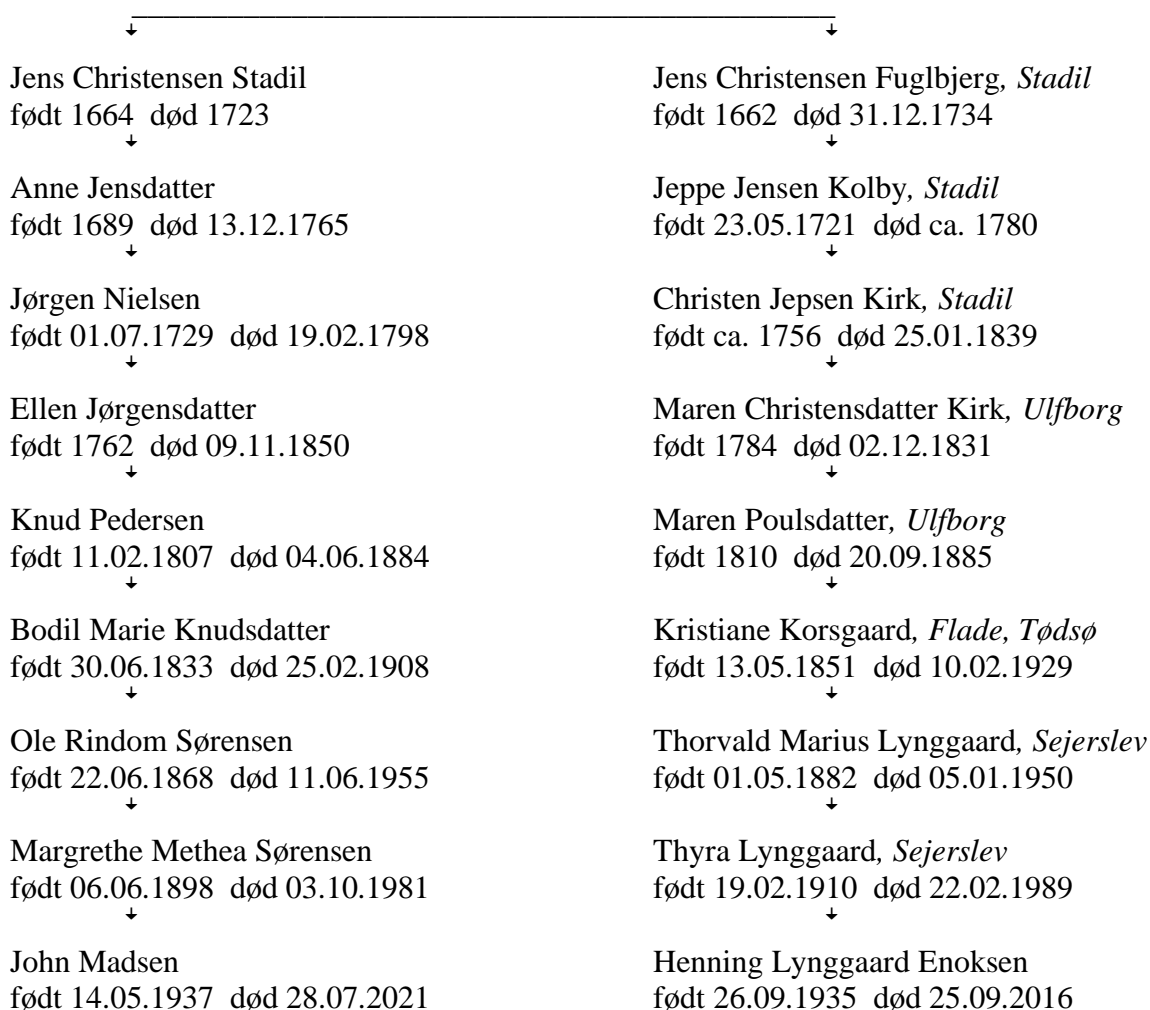 Jens Christensen Stadil
født 1664 død 1723
Anne Jensdatter
født 1689 død 13.12.1765
Jørgen Nielsen
født 01.07.1729 død 19.02.1798
Ellen Jørgensdatter
født 1762 død 09.11.1850
Knud Pedersen
født 11.02.1807 død 04.06.1884
Bodil Marie Knudsdatter
født 30.06.1833 død 25.02.1908
Ole Rindom Sørensen
født 22.06.1868 død 11.06.1955
Margrethe Methea Sørensen
født 06.06.1898 død 03.10.1981
John Madsen
født 14.05.1937 død 28.07.2021
Jens Christensen Fuglbjerg, Stadil
født 1662 død 31.12.1734
Jeppe Jensen Kolby, Stadil
født 23.05.1721 død ca. 1780
Christen Jepsen Kirk, Stadil
født ca. 1756 død 25.01.1839
Maren Christensdatter Kirk, Ulfborg
født 1784 død 02.12.1831
Maren Poulsdatter, Ulfborg
født 1810 død 20.09.1885
Kristiane Korsgaard, Flade, Tødsø
født 13.05.1851 død 10.02.1929
Thorvald Marius Lynggaard, Sejerslev
født 01.05.1882 død 05.01.1950
Thyra Lynggaard, Sejerslev
født 19.02.1910 død 22.02.1989
Henning Lynggaard Enoksen
født 26.09.1935 død 25.09.2016